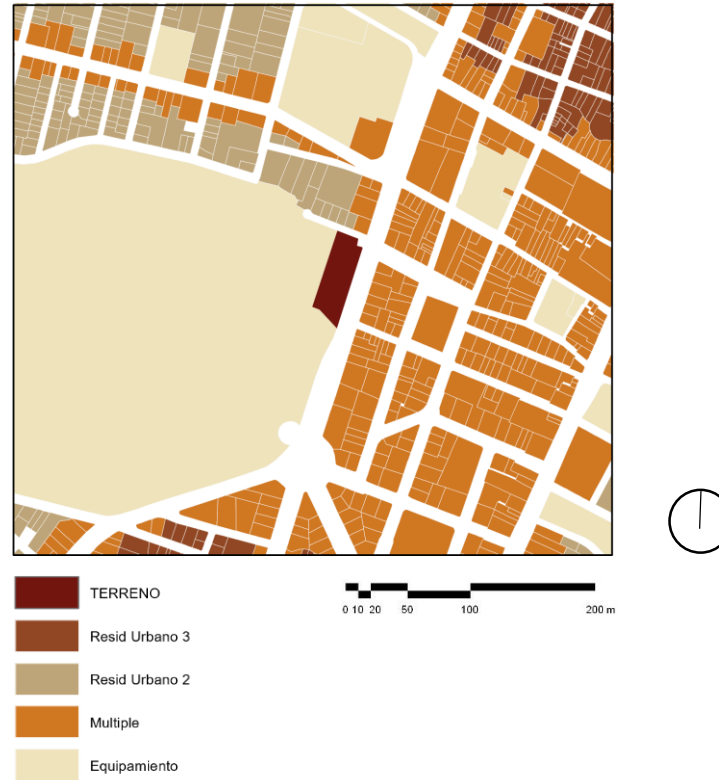 TERRENO
Resid Urbano 3
Resid Urbano 2
Multiple
Equipamiento
0 10 20 50 100 200 m